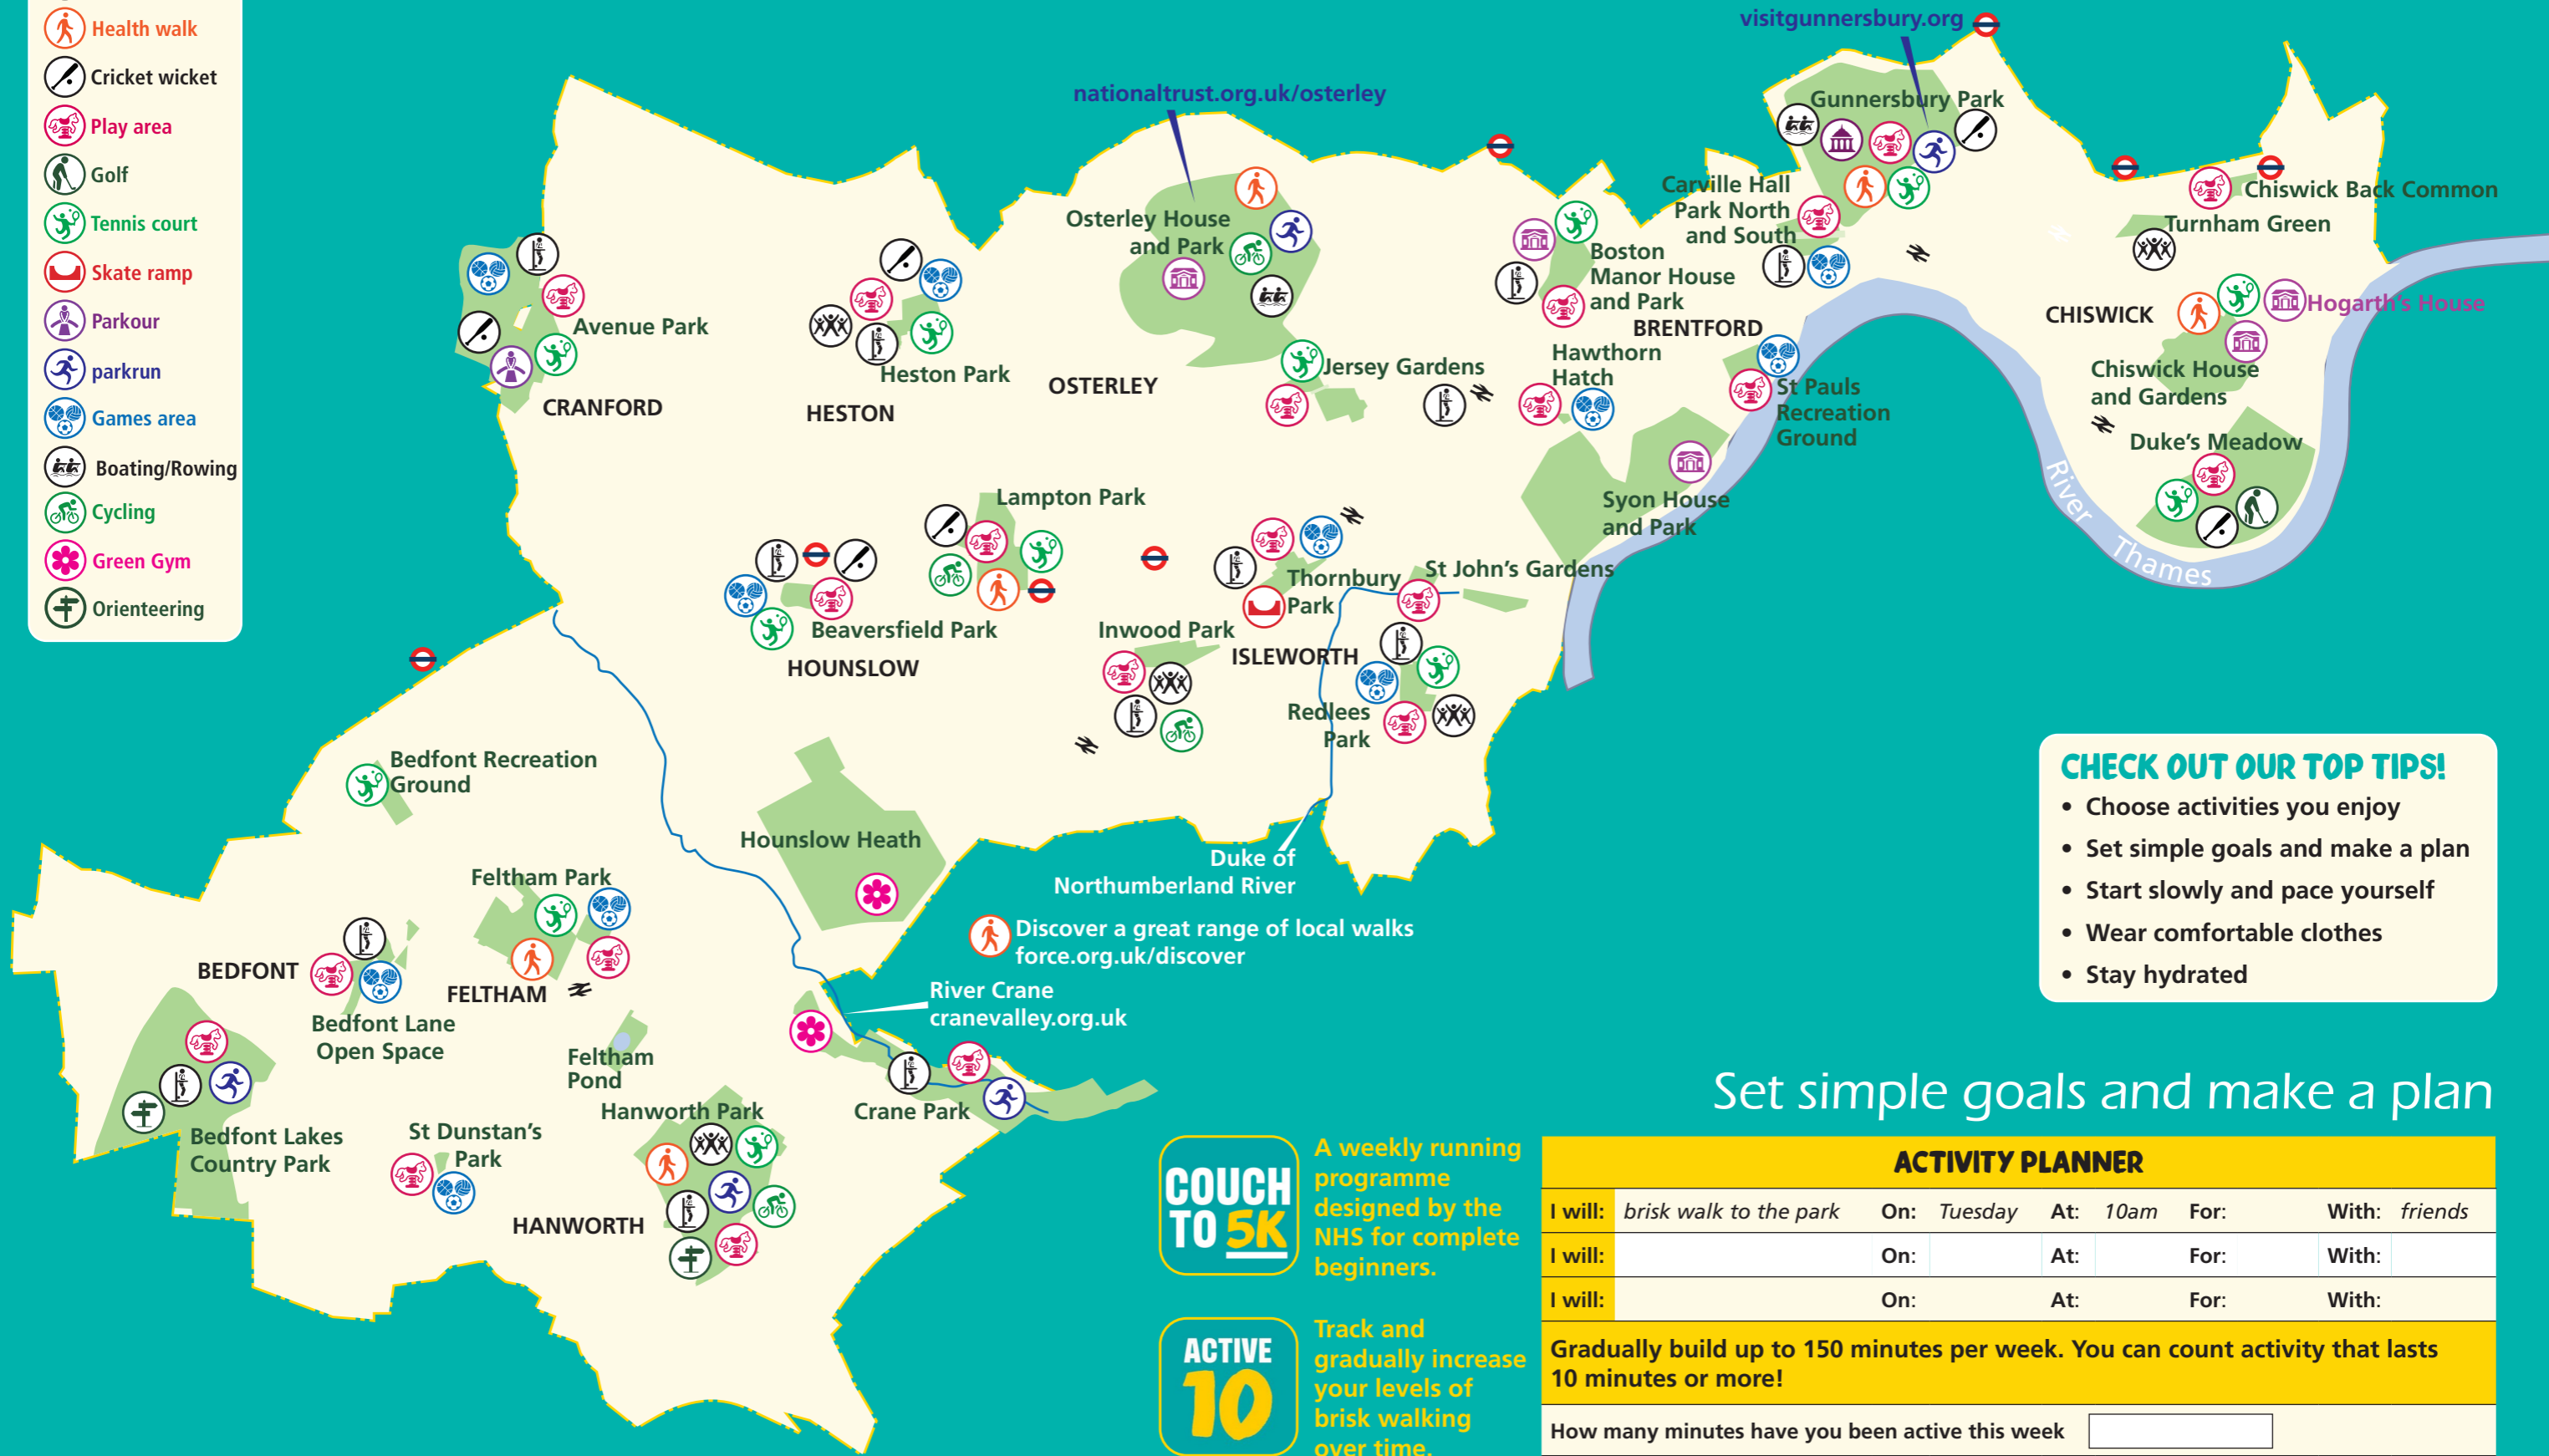 Health walk
Cricket wicket
Play area
Golf
Tennis court
Skate ramp
Parkour
parkrun
Games area
Boating/Rowing
Cycling
Green Gym
Orienteering
visitgunnersbury.org
nationaltrust.org.uk/osterley
Gunnersbury Park
Carville Hall
Park North
and South
Chiswick Back Common
Turnham Green
Osterley House
and Park
Boston
Manor House
and Park
BRENTFORD
CHISWICK
Hogarth's House
Avenue Park
CRANFORD
Heston Park
HESTON
OSTERLEY
Jersey Gardens
Hawthorn
Hatch
St Pauls
Recreation
Ground
Chiswick House
and Gardens
Duke's Meadow
River Thames
Syon House
and Park
Lampton Park
Beaversfield Park
HOUNSLOW
Thornbury
Park
St John's Gardens
Inwood Park
ISLEWORTH
Redlees
Park
Bedfont Recreation
Ground
Hounslow Heath
Duke of
Northumberland River
Discover a great range of local walks
force.org.uk/discover
River Crane
cranevalley.org.uk
Feltham Park
BEDFONT
FELTHAM
Bedfont Lane
Open Space
Feltham
Pond
Bedfont Lakes
Country Park
St Dunstan's
Park
Hanworth Park
HANWORTH
Crane Park
CHECK OUT OUR TOP TIPS!
• Choose activities you enjoy
• Set simple goals and make a plan
• Start slowly and pace yourself
• Wear comfortable clothes
• Stay hydrated
COUCH
TO 5K
A weekly running
programme
designed by the
NHS for complete
beginners.
ACTIVE
10
Track and
gradually increase
your levels of
brisk walking
over time.
Set simple goals and make a plan
ACTIVITY PLANNER
I will: brisk walk to the park On: Tuesday At: 10am For: With: friends
I will: On: At: For: With:
I will: On: At: For: With:
Gradually build up to 150 minutes per week. You can count activity that lasts
10 minutes or more!
How many minutes have you been active this week